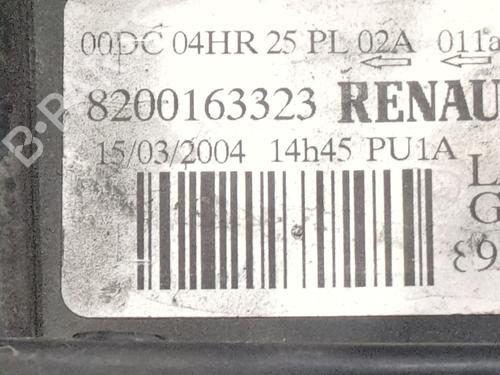 00DC 04HR 25 PL 02A 011a
8200163323 RENAU
15/03/2004 14h45 PU1A
L
G